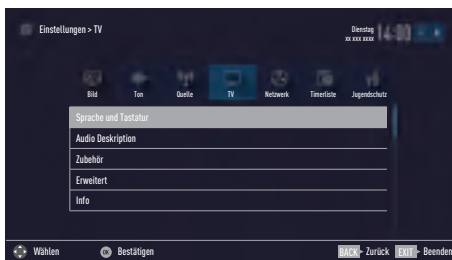 Einstellungen > TV
Dienstag
xx xxx xxxx
14:00
Bild Ton Quelle TV Netzwerk Timerliste Jugendschutz
Sprache und Tastatur
Audio Deskription
Zubehör
Erweitert
Info
Wählen OK Bestätigen BACK - Zurück EXIT - Beenden